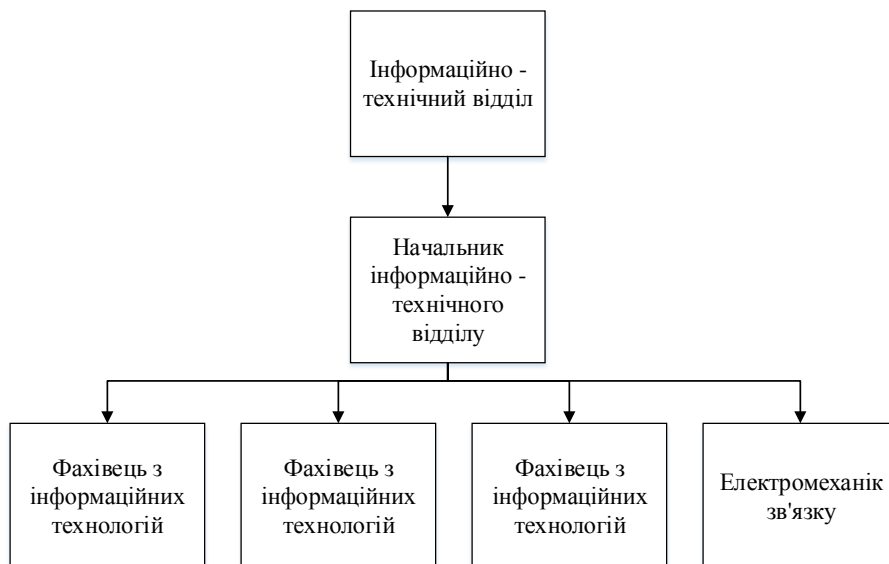 Інформаційно -
технічний відділ
Начальник
інформаційно -
технічного
відділу
Фахівець з
інформаційних
технологій
Фахівець з
інформаційних
технологій
Фахівець з
інформаційних
технологій
Електромеханік
зв'язку